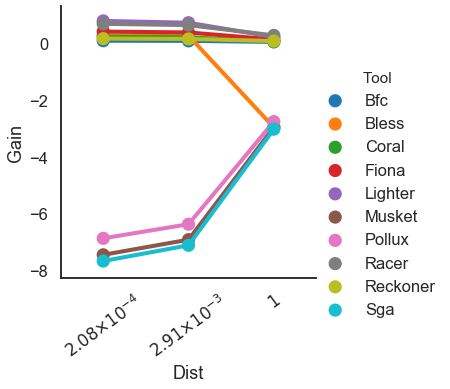 0
−2
−4
−6
−8
Gain
2.08×10⁻⁴
2.91×10⁻³
1
Dist
Tool
Bfc
Bless
Coral
Fiona
Lighter
Musket
Pollux
Racer
Reckoner
Sga